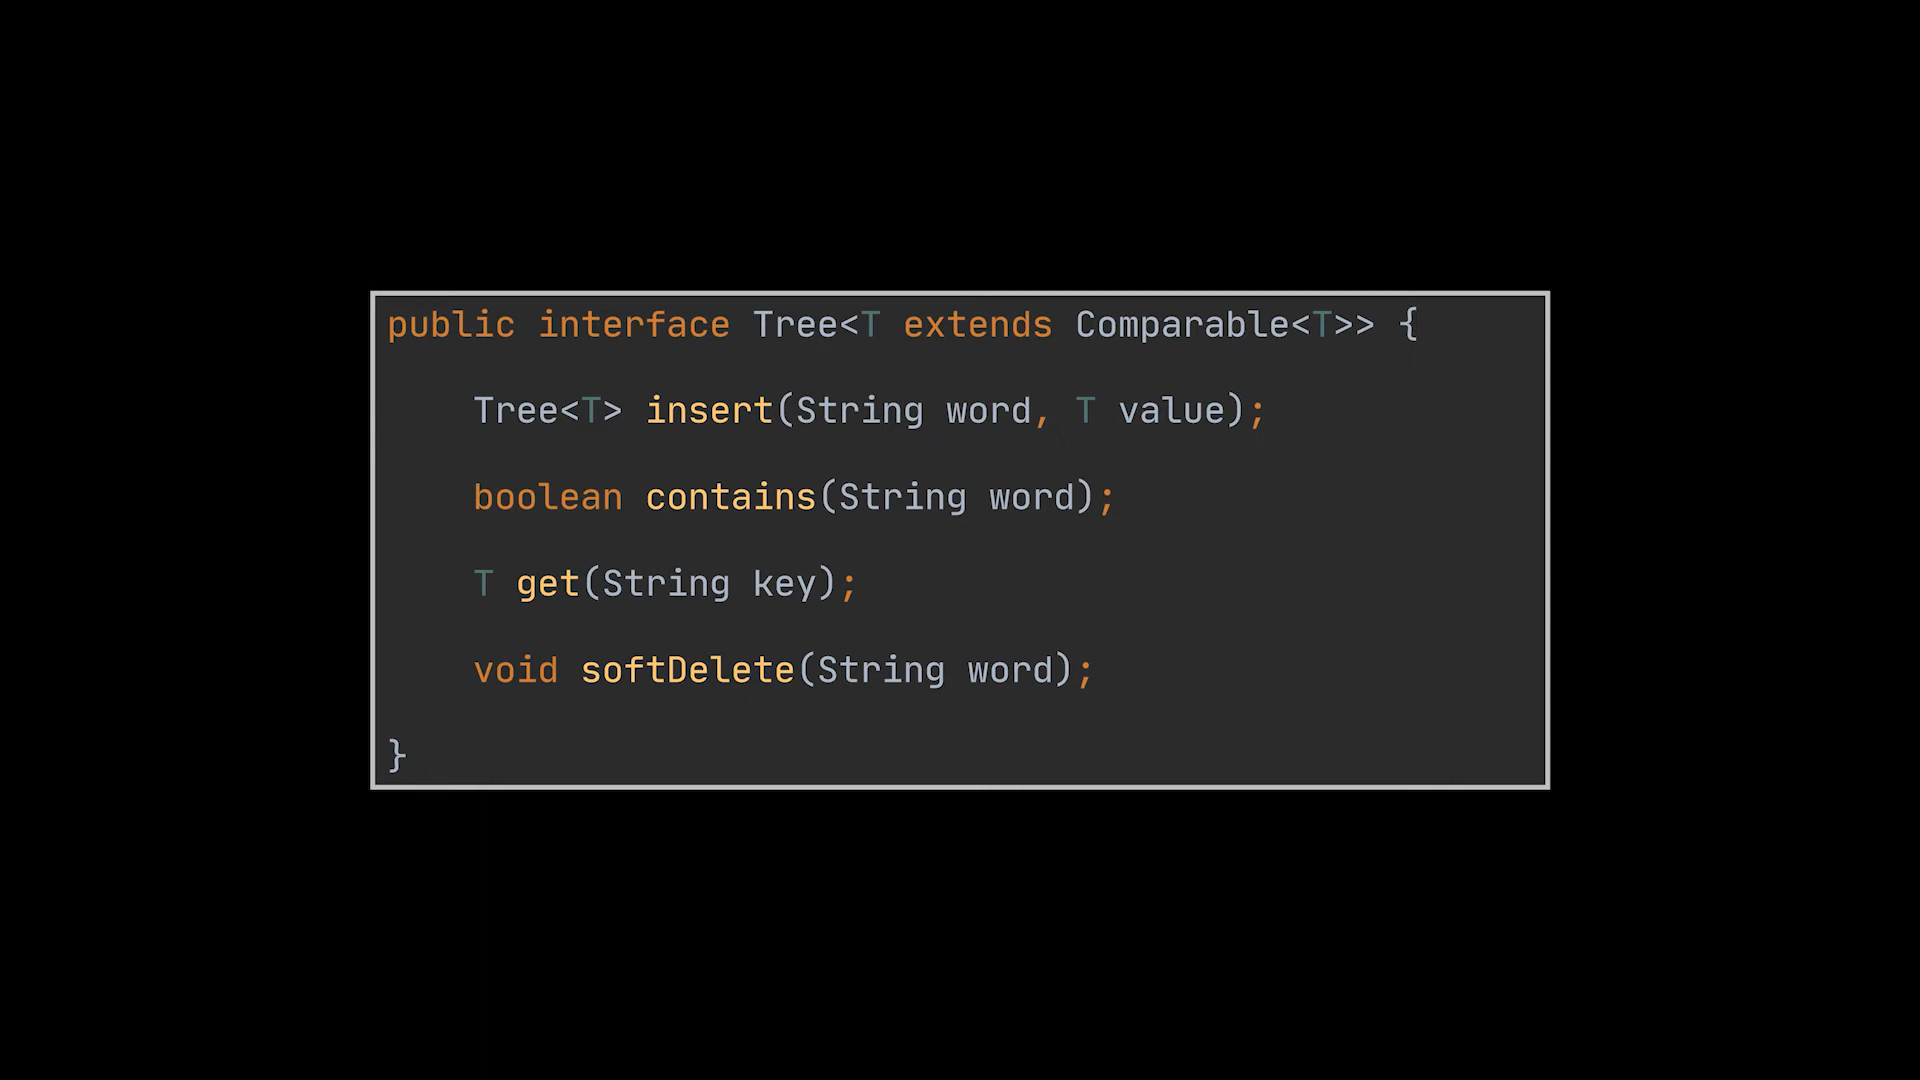 public interface Tree<T extends Comparable<T>> {
Tree<T> insert(String word, T value);
boolean contains(String word);
T get(String key);
void softDelete(String word);
}